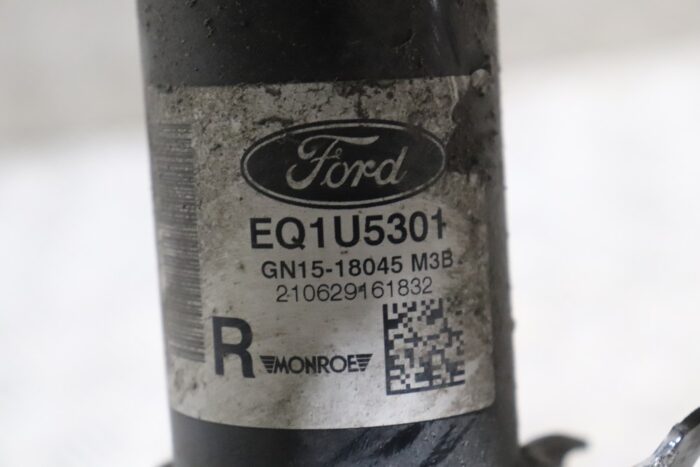 Ford
EQ1U5301
GN15-18045 M3B
210629161832
R MONROE